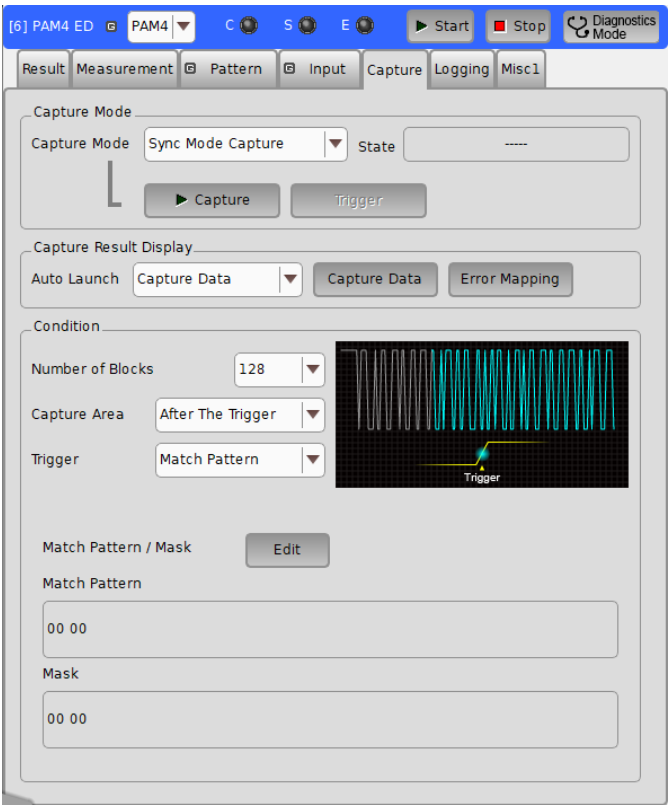 [6] PAM4 ED G PAM4 C S E Start Stop Diagnostics Mode
Result Measurement G Pattern G Input Capture Logging Misc1
Capture Mode
Capture Mode Sync Mode Capture State -----
Capture Trigger
Capture Result Display
Auto Launch Capture Data Capture Data Error Mapping
Condition
Number of Blocks 128
Capture Area After The Trigger
Trigger Match Pattern
Trigger
Match Pattern / Mask Edit
Match Pattern
00 00
Mask
00 00